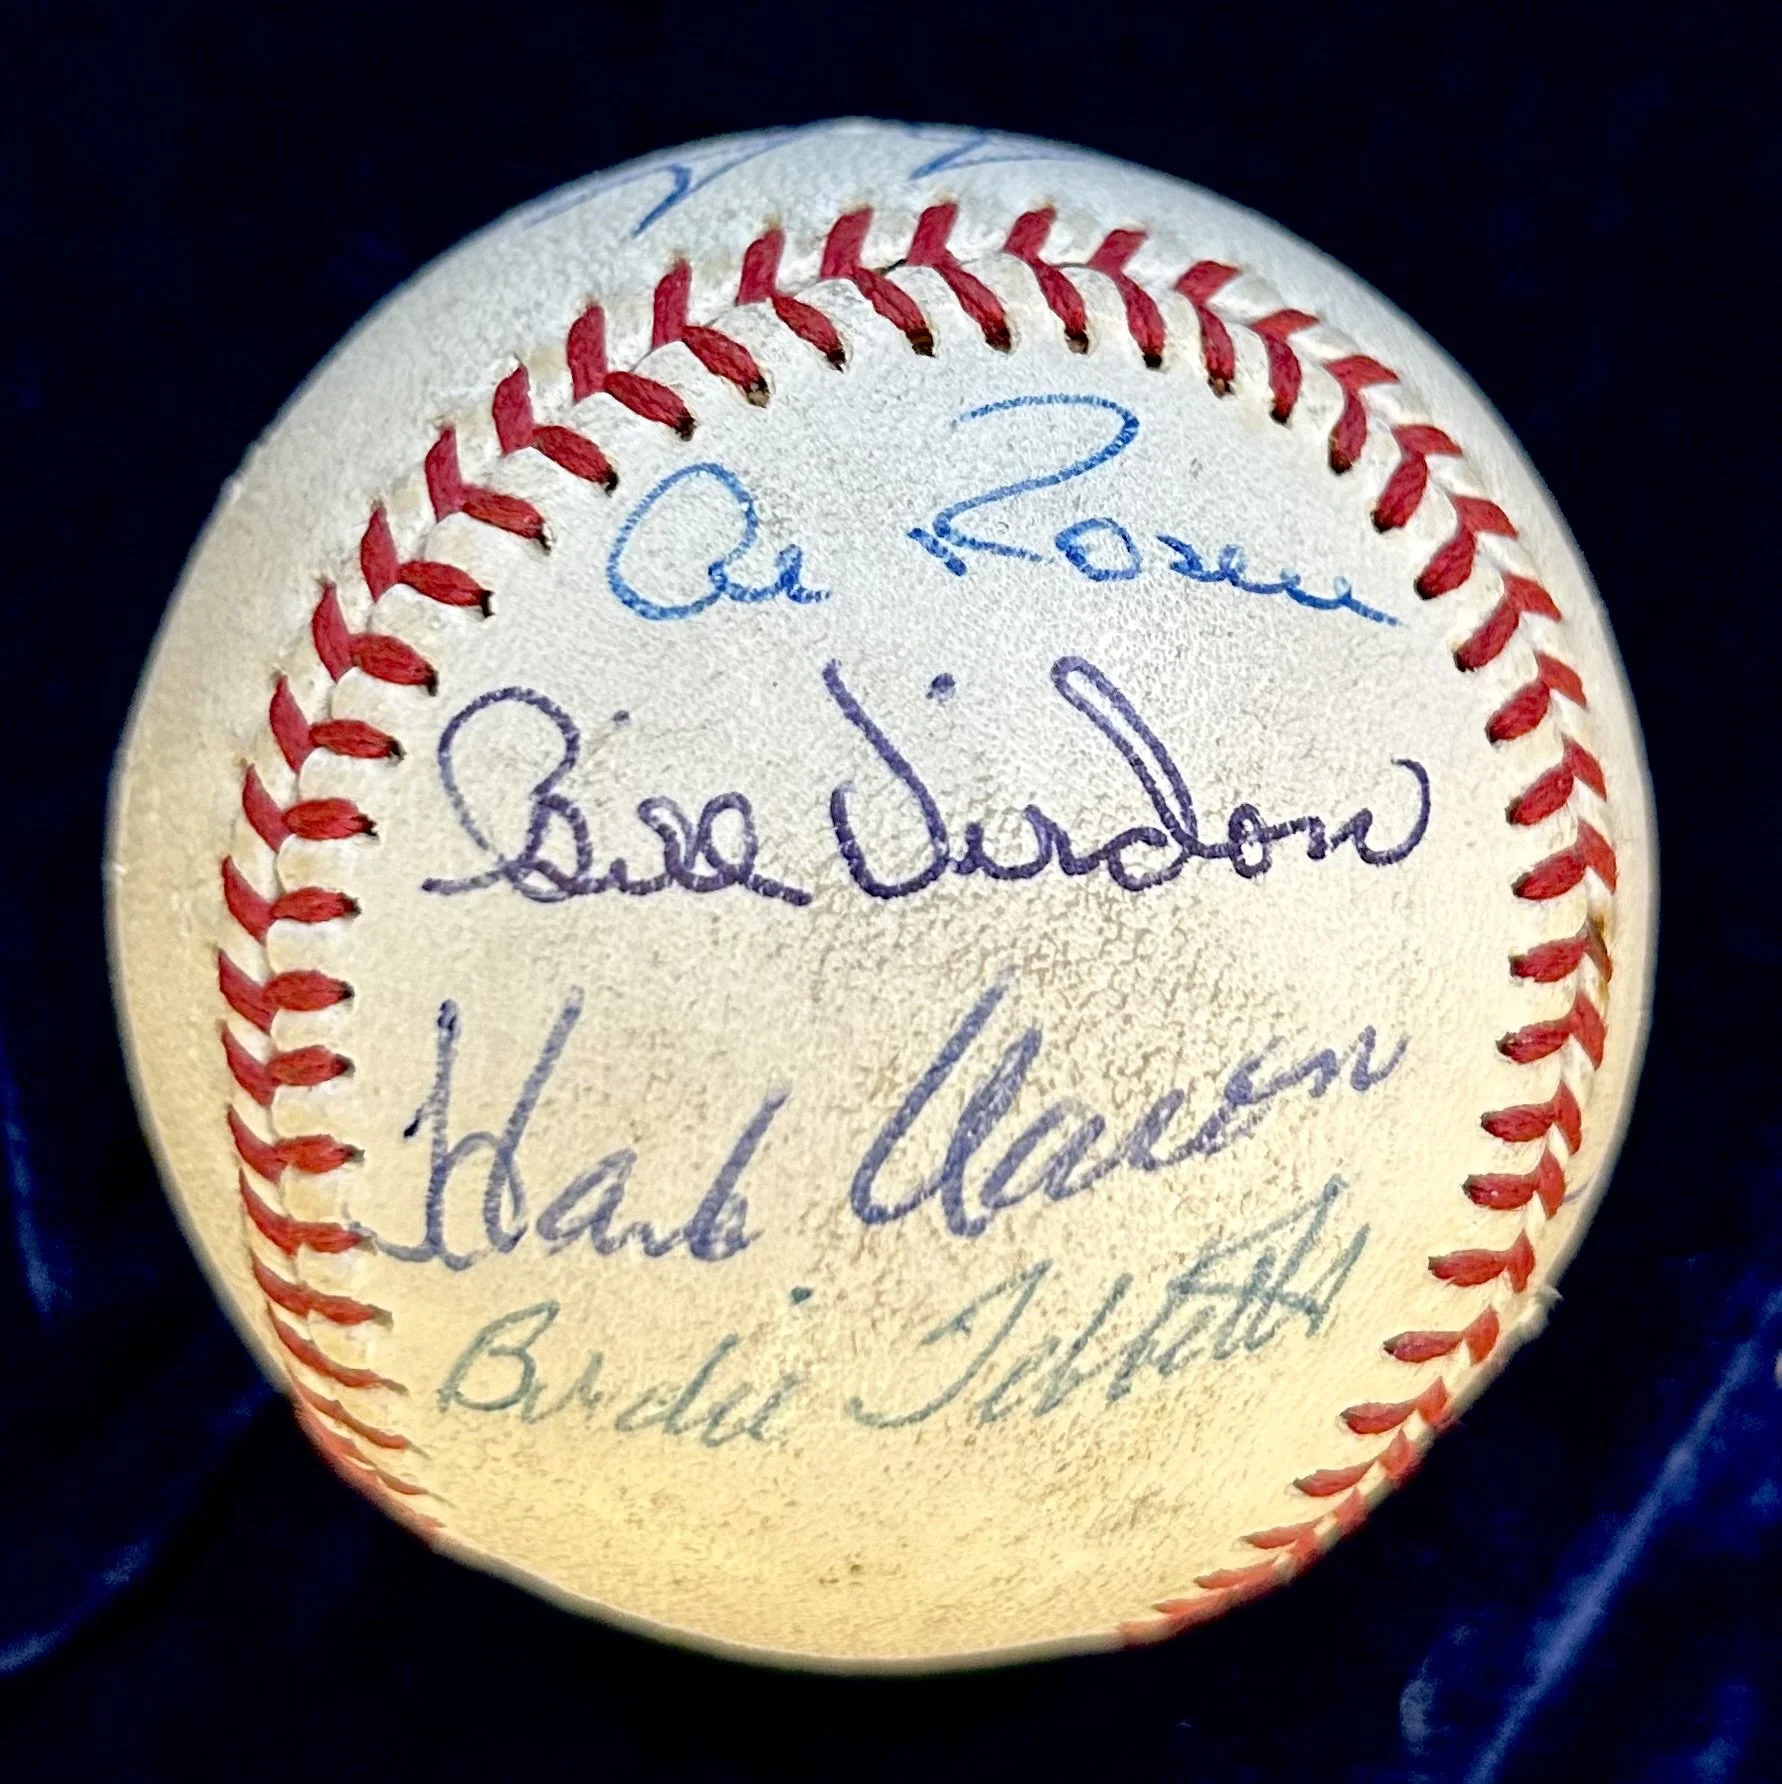 Al Rosen
Bill Virdon
Hank Aaron
Birdie Tebbetts